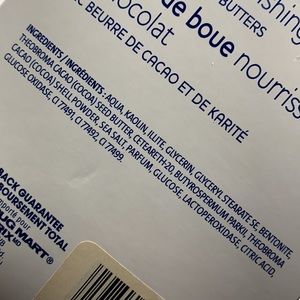 ishing
BUTTERS
de boue nourriss
chocolat
C BEURRE DE CACAO ET DE KARITÉ
INGREDIENTS / INGRÉDIENTS : AQUA, KAOLIN, ILLITE, GLYCERIN, GLYCERYL STEARATE SE, BENTONITE,
THEOBROMA CACAO (COCOA) SEED BUTTER, CETEARETH-20, BUTYROSPERMUM PARKII, THEOBROMA
CACAO (COCOA) SHELL POWDER, SEA SALT, PARFUM, GLUCOSE, LACTOPEROXIDASE, CITRIC ACID,
GLUCOSE OXIDASE, CI 77491, CI 77492, CI 77499.
BACK GUARANTEE
BOURSEMENT TOTAL